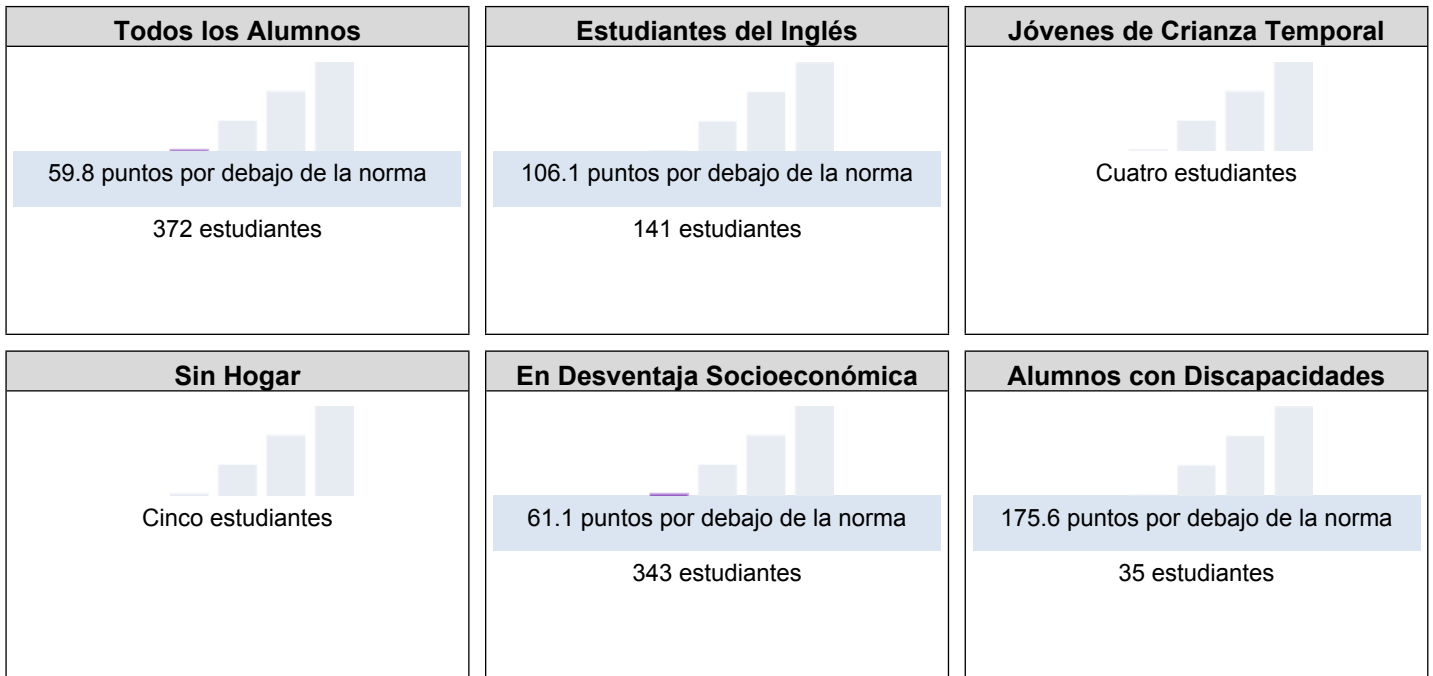 Todos los Alumnos
59.8 puntos por debajo de la norma
372 estudiantes
Estudiantes del Inglés
106.1 puntos por debajo de la norma
141 estudiantes
Jóvenes de Crianza Temporal
Cuatro estudiantes
Sin Hogar
Cinco estudiantes
En Desventaja Socioeconómica
61.1 puntos por debajo de la norma
343 estudiantes
Alumnos con Discapacidades
175.6 puntos por debajo de la norma
35 estudiantes